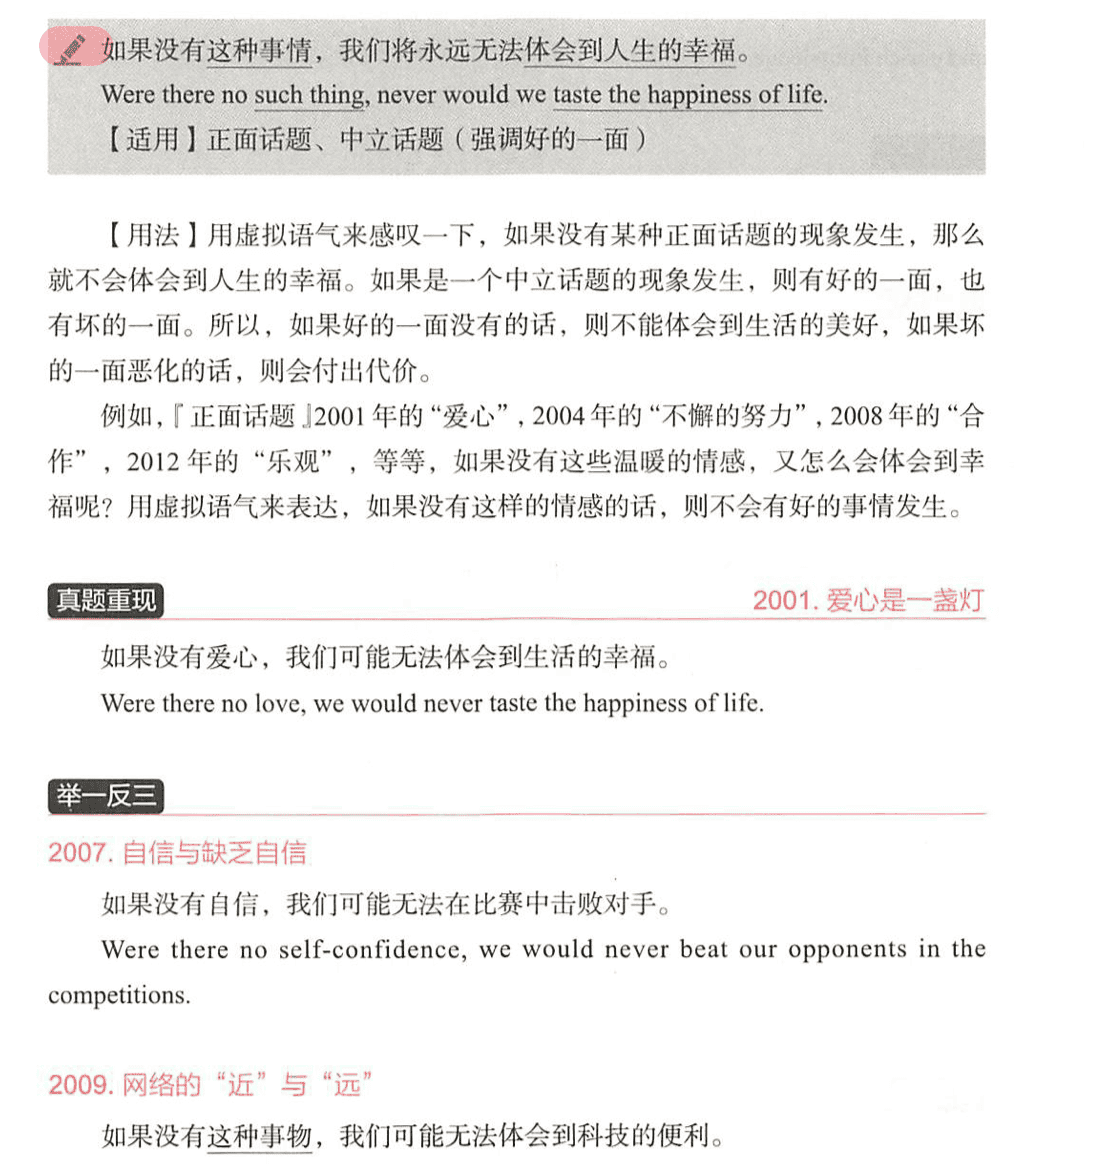 如果没有这种事情，我们将永远无法体会到人生的幸福。
Were there no such thing, never would we taste the happiness of life.
【适用】正面话题、中立话题（强调好的一面）
【用法】用虚拟语气来感叹一下，如果没有某种正面话题的现象发生，那么
就不会体会到人生的幸福。如果是一个中立话题的现象发生，则有好的一面，也
有坏的一面。所以，如果好的一面没有的话，则不能体会到生活的美好，如果坏
的一面恶化的话，则会付出代价。
例如，『正面话题』2001 年的“爱心”，2004 年的“不懈的努力”，2008 年的“合
作”，2012 年的“乐观”，等等，如果没有这些温暖的情感，又怎么会体会到幸
福呢？用虚拟语气来表达，如果没有这样的情感的话，则不会有好的事情发生。
真题重现 2001. 爱心是一盏灯
如果没有爱心，我们可能无法体会到生活的幸福。
Were there no love, we would never taste the happiness of life.
举一反三
2007. 自信与缺乏自信
如果没有自信，我们可能无法在比赛中击败对手。
Were there no self-confidence, we would never beat our opponents in the
competitions.
2009. 网络的“近”与“远”
如果没有这种事物，我们可能无法体会到科技的便利。